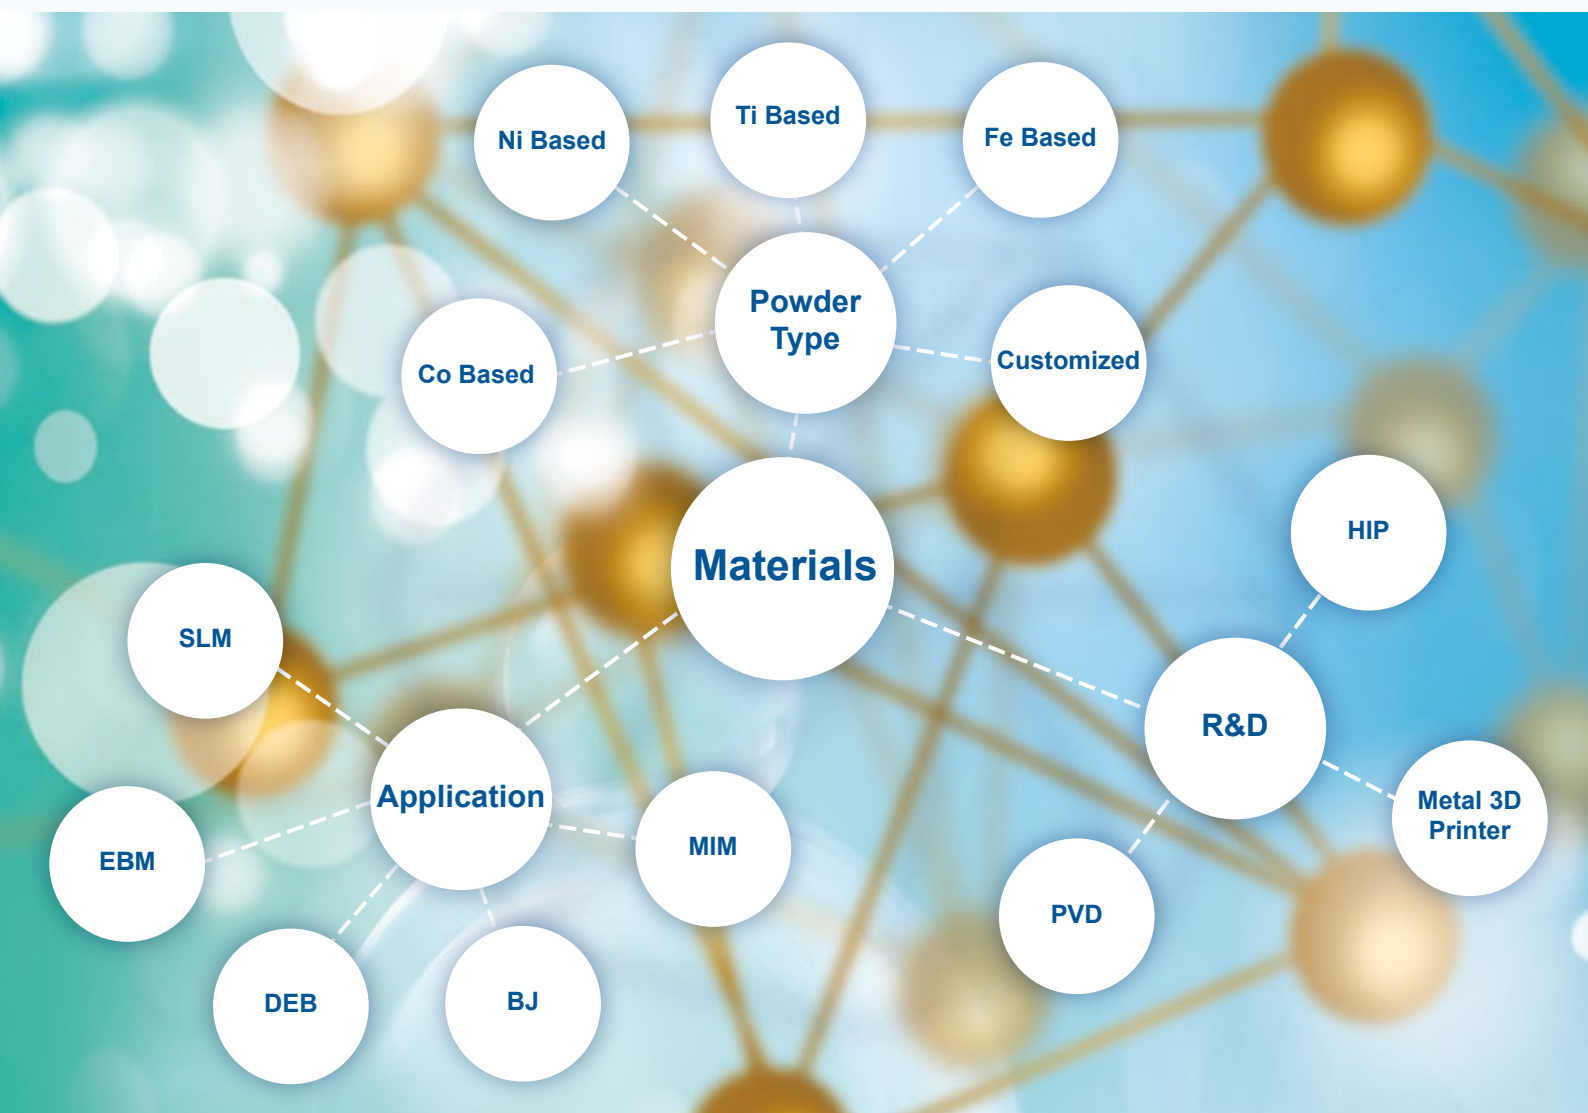 Ti Based
Ni Based
Fe Based
Powder
Type
Co Based
Customized
Materials
HIP
SLM
R&D
Application
Metal 3D
Printer
EBM
MIM
PVD
DEB
BJ